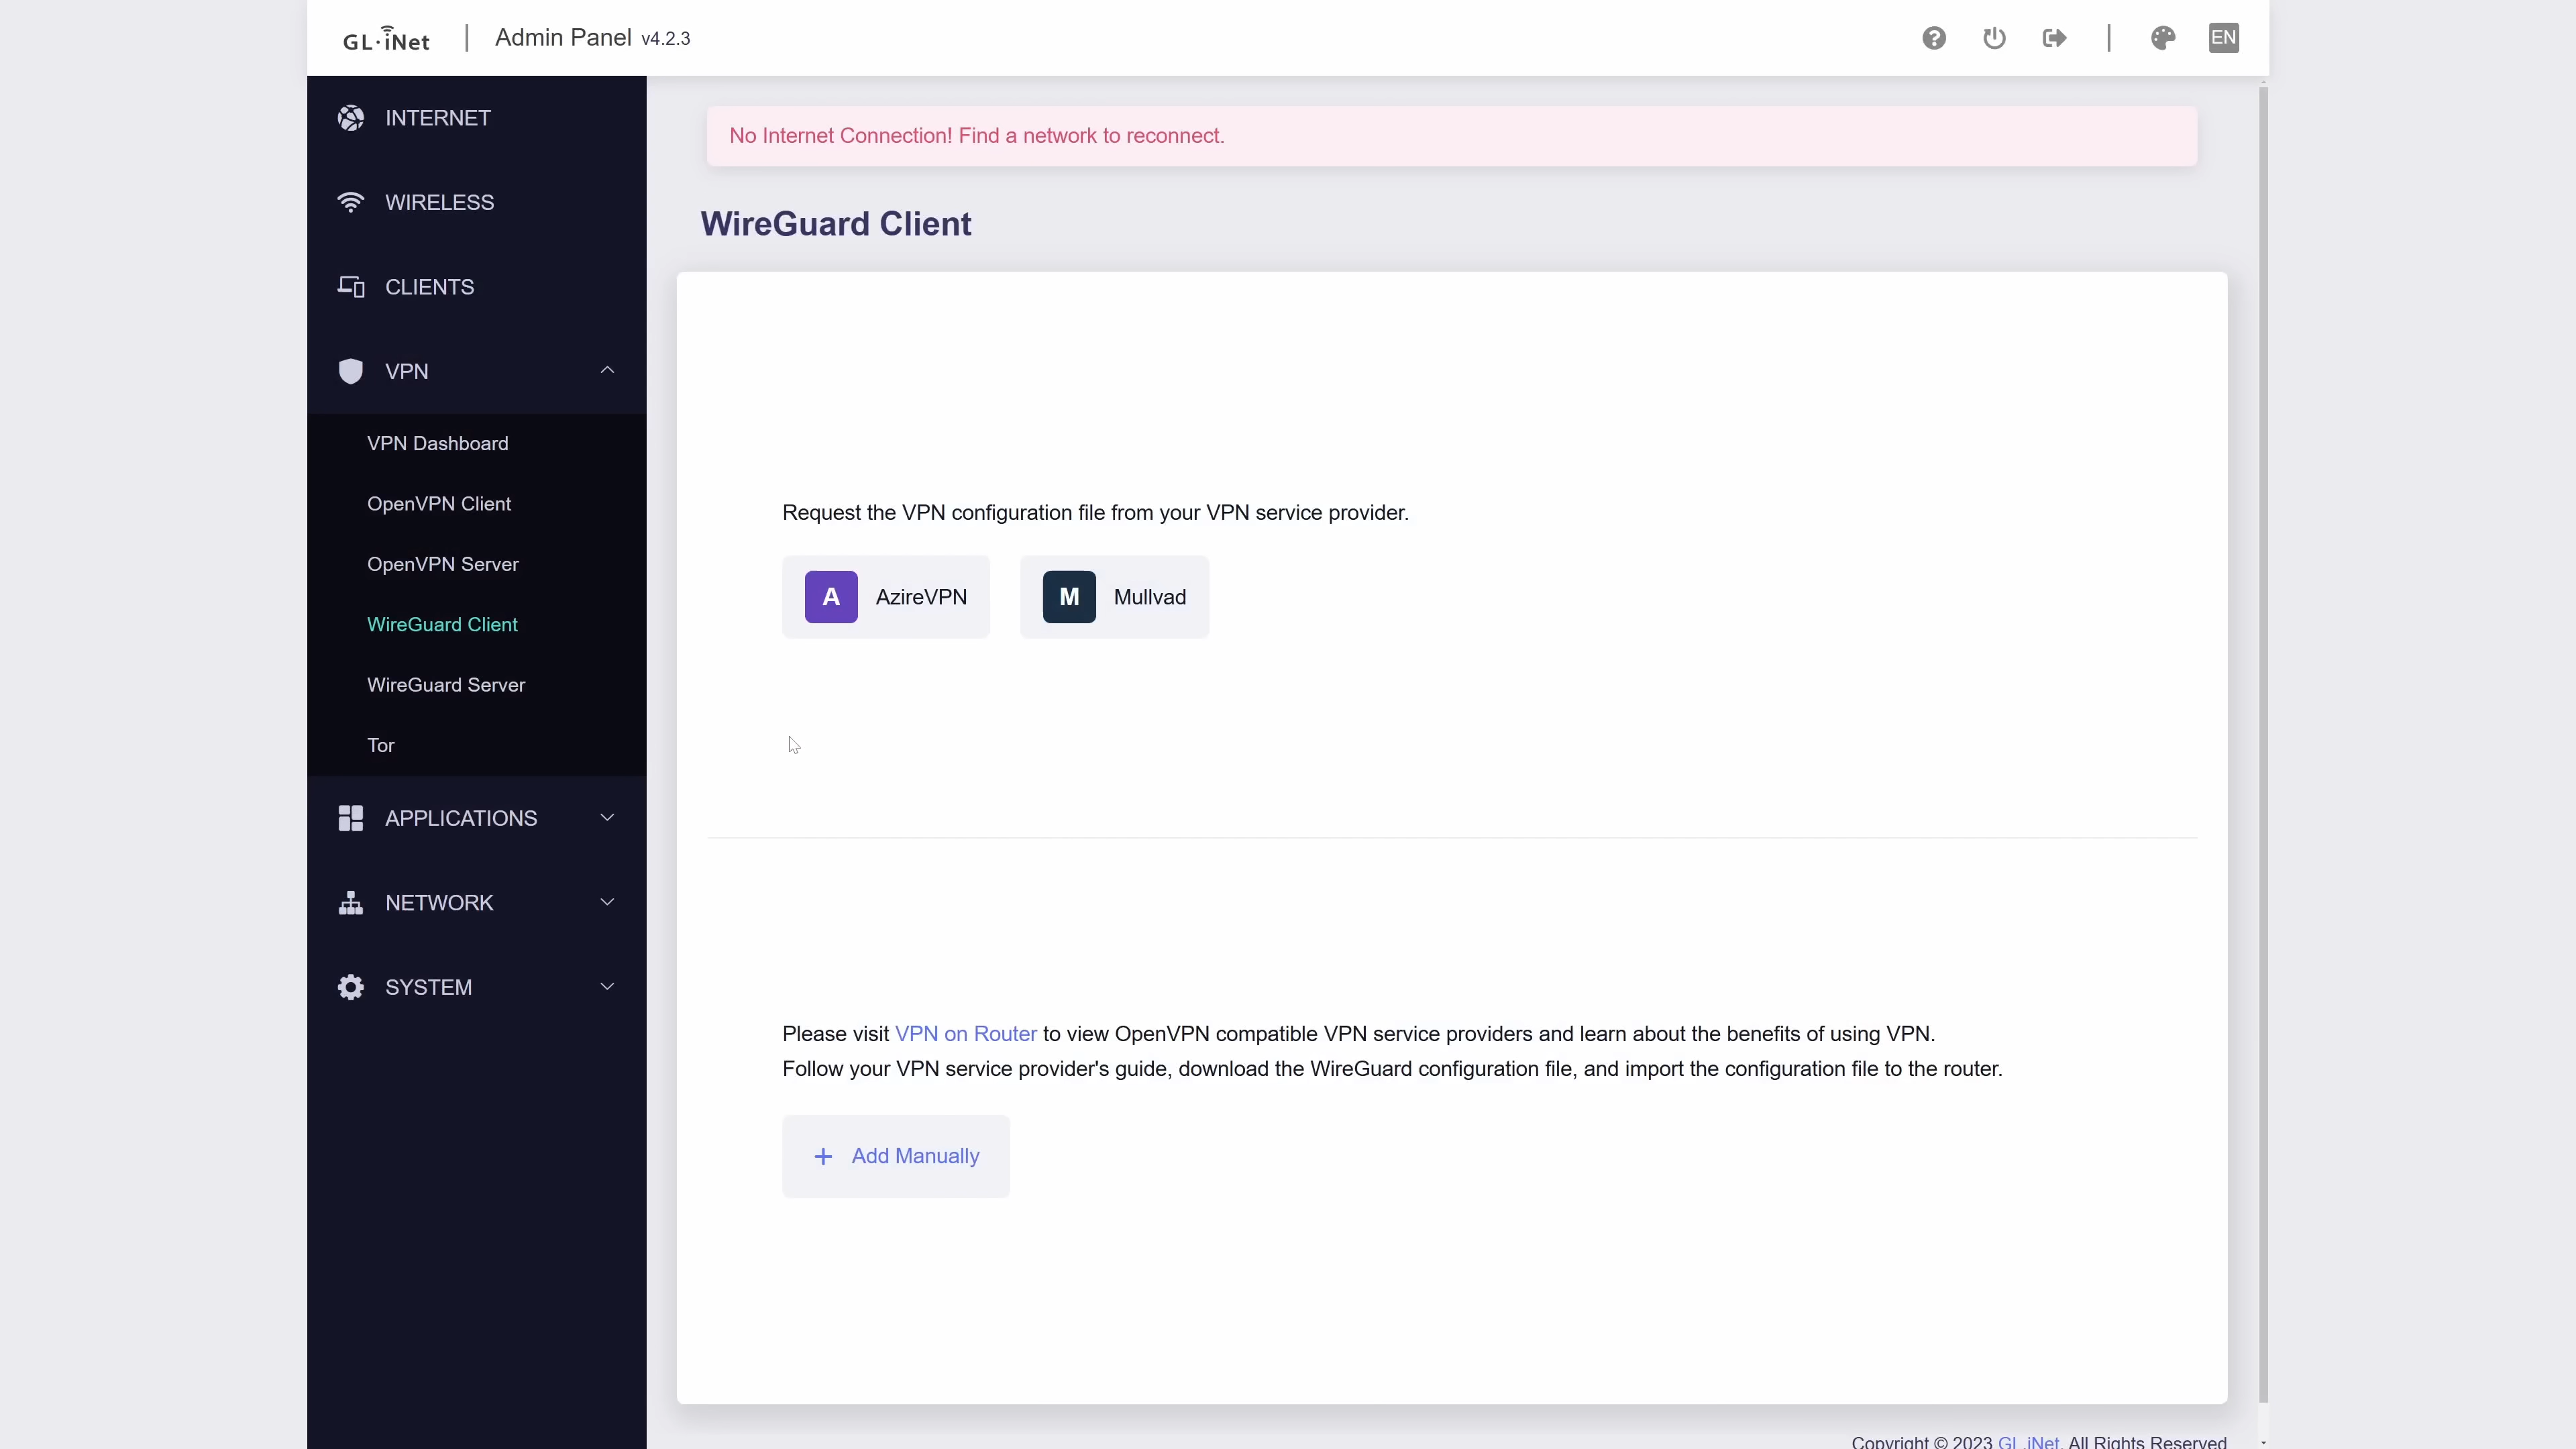 GL·iNet | Admin Panel v4.2.3
EN
INTERNET
WIRELESS
CLIENTS
VPN
VPN Dashboard
OpenVPN Client
OpenVPN Server
WireGuard Client
WireGuard Server
Tor
APPLICATIONS
NETWORK
SYSTEM
No Internet Connection! Find a network to reconnect.
WireGuard Client
Request the VPN configuration file from your VPN service provider.
A AzireVPN
M Mullvad
Please visit VPN on Router to view OpenVPN compatible VPN service providers and learn about the benefits of using VPN.
Follow your VPN service provider's guide, download the WireGuard configuration file, and import the configuration file to the router.
+ Add Manually
Copyright © 2023 GL.iNet. All Rights Reserved